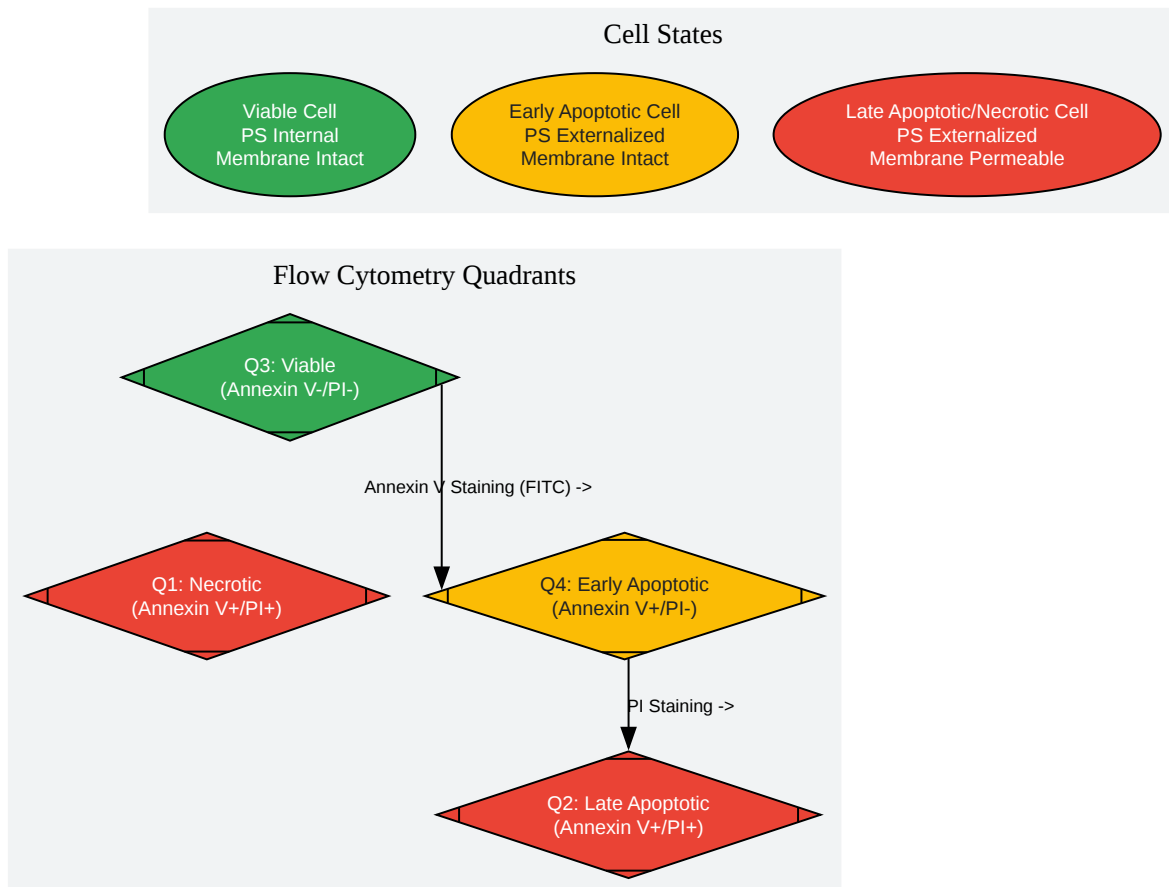 Cell States
Viable Cell
PS Internal
Membrane Intact
Early Apoptotic Cell
PS Externalized
Membrane Intact
Late Apoptotic/Necrotic Cell
PS Externalized
Membrane Permeable
Flow Cytometry Quadrants
Q3: Viable
(Annexin V-/PI-)
Annexin V Staining (FITC) ->
Q1: Necrotic
(Annexin V+/PI+)
Q4: Early Apoptotic
(Annexin V+/PI-)
PI Staining ->
Q2: Late Apoptotic
(Annexin V+/PI+)